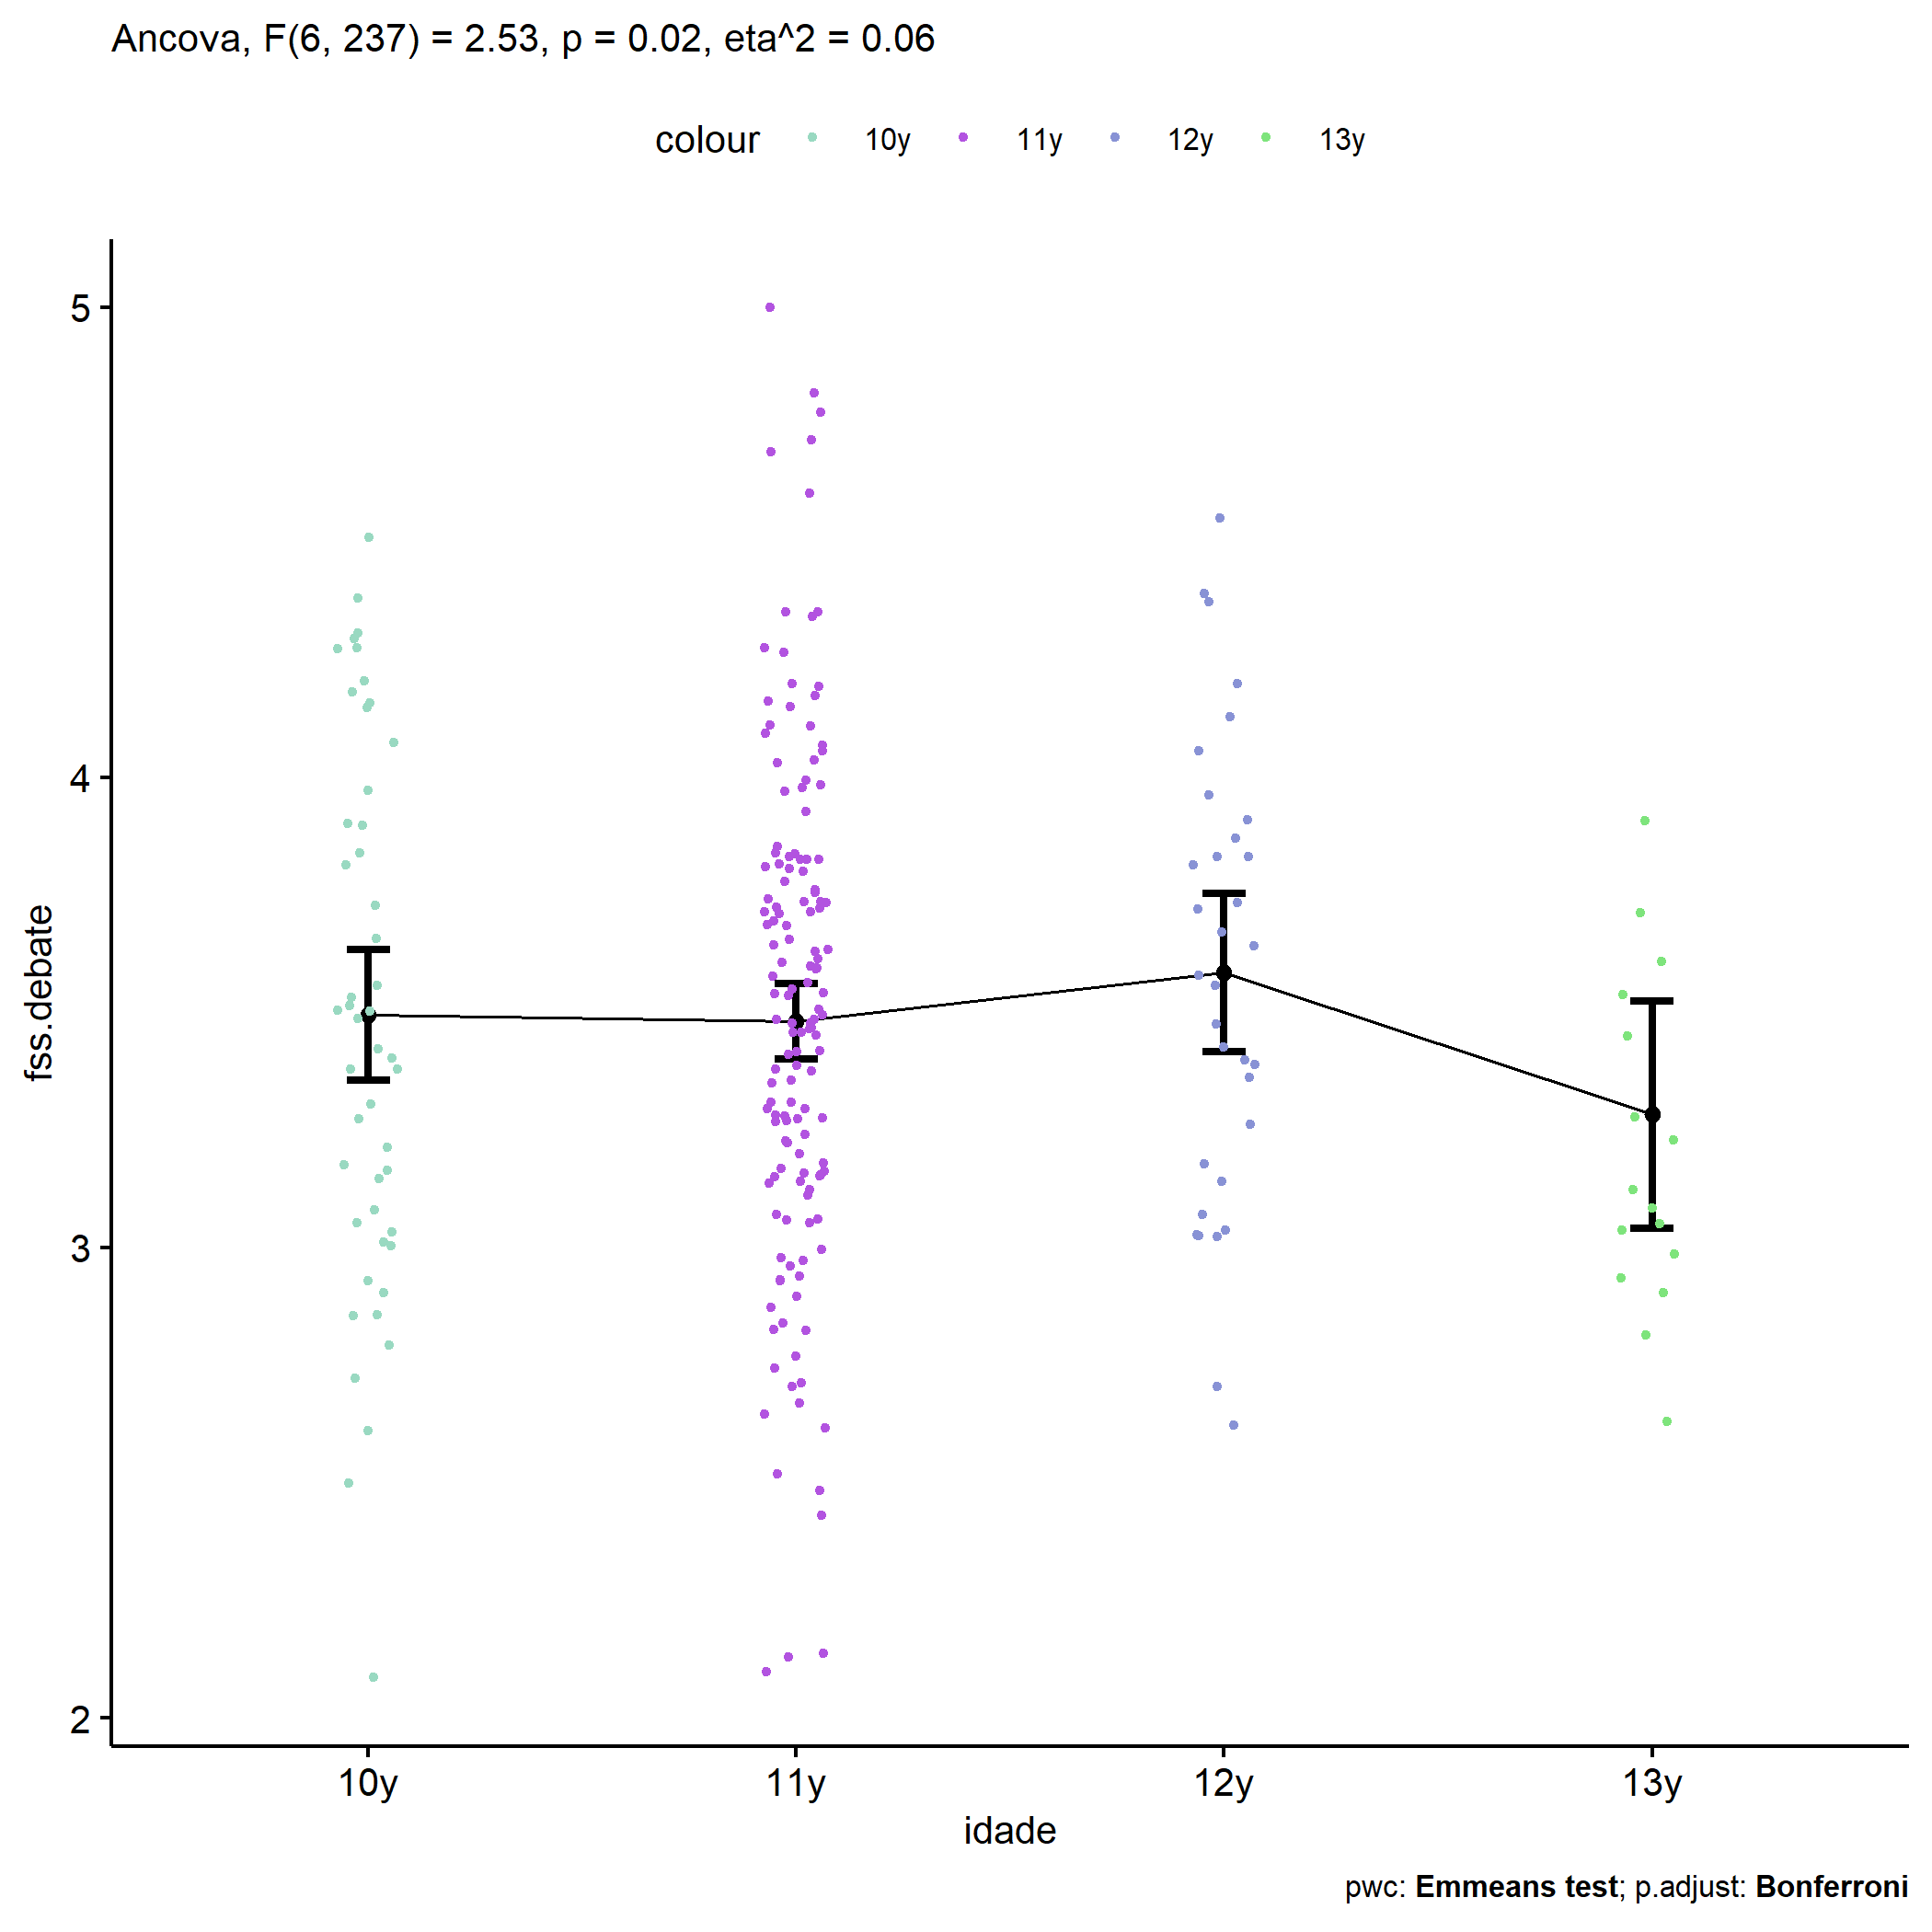 Ancova, F(6, 237) = 2.53, p = 0.02, eta^2 = 0.06
colour 10y 11y 12y 13y
5
4
3
2
fss.debate
10y 11y 12y 13y
idade
pwc: Emmeans test; p.adjust: Bonferroni